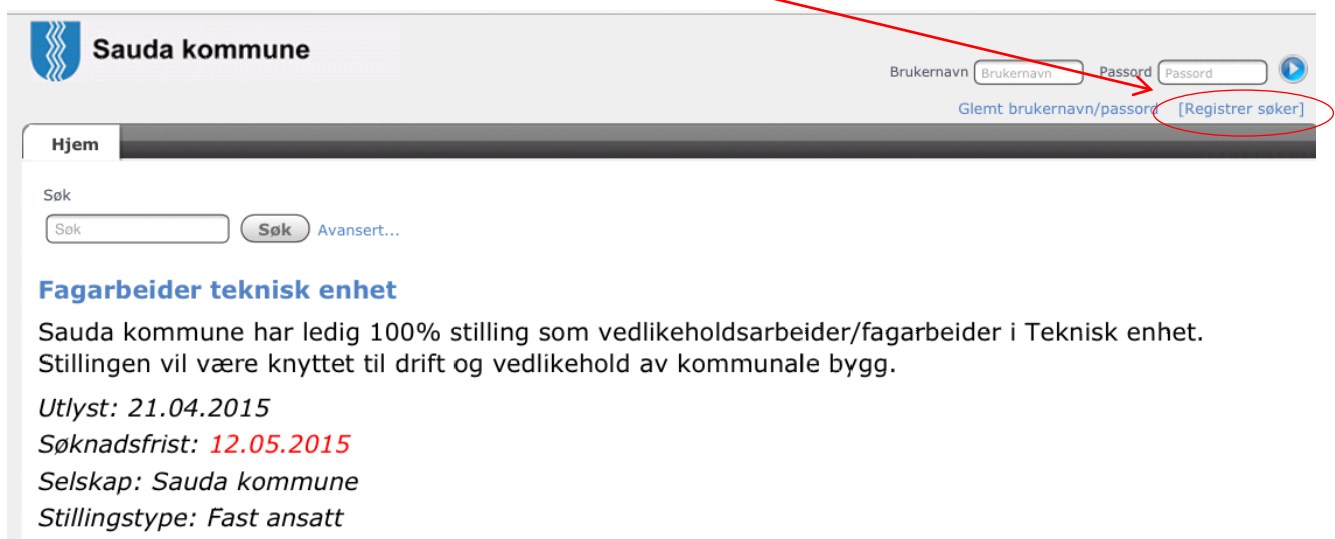 Sauda kommune
Brukernavn Brukernavn Passord Passord
Glemt brukernavn/passord [Registrer søker]
Hjem
Søk
Søk Søk Avansert...
Fagarbeider teknisk enhet
Sauda kommune har ledig 100% stilling som vedlikeholdsarbeider/fagarbeider i Teknisk enhet.
Stillingen vil være knyttet til drift og vedlikehold av kommunale bygg.
Utlyst: 21.04.2015
Søknadsfrist: 12.05.2015
Selskap: Sauda kommune
Stillingstype: Fast ansatt